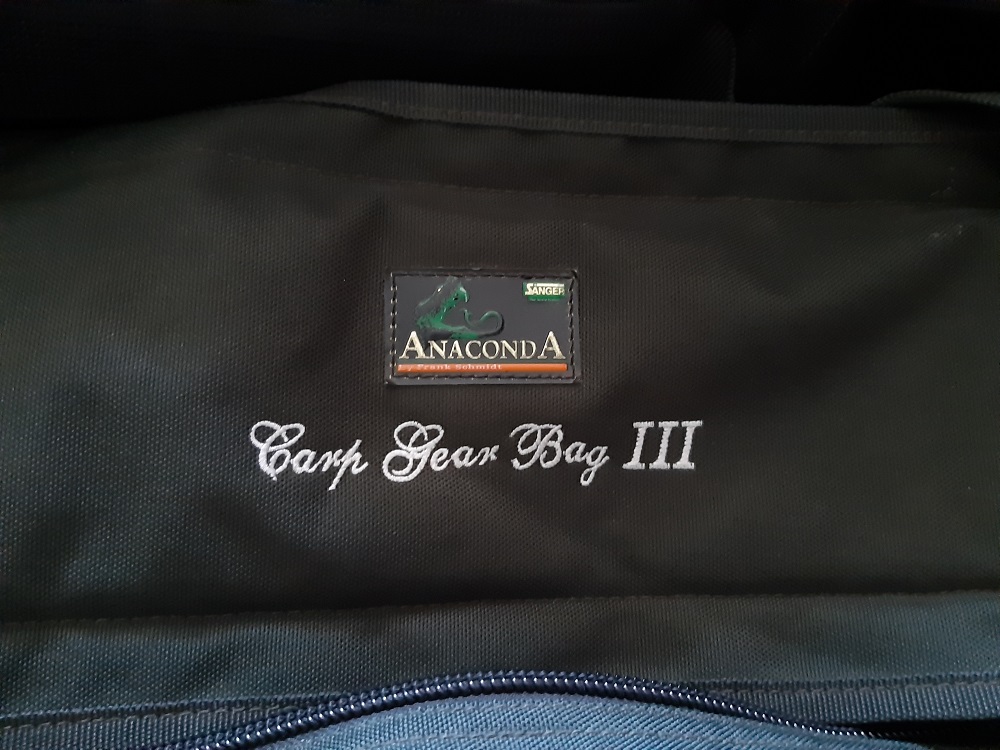 SÄNGER
ANACONDA
by Frank Schmidt
Carp Gear Bag III